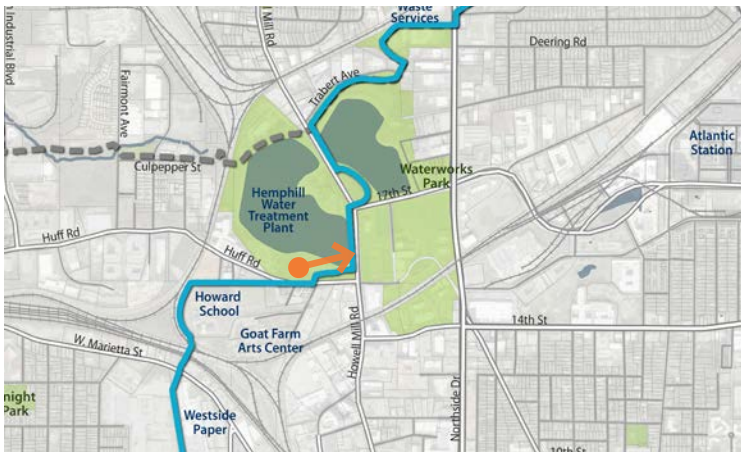 Industrial Blvd
Fairmont Ave
Mill Rd
Waste
Services
Deering Rd
Trabert Ave
Atlantic
Station
Culpepper St
Waterworks
Park
17th St
Hemphill
Water
Treatment
Plant
Huff Rd
Huff Rd
Howard
School
Goat Farm
Arts Center
14th St
W. Marietta St
Howell Mill Rd
Northside Dr
night
Park
Westside
Paper
10th St